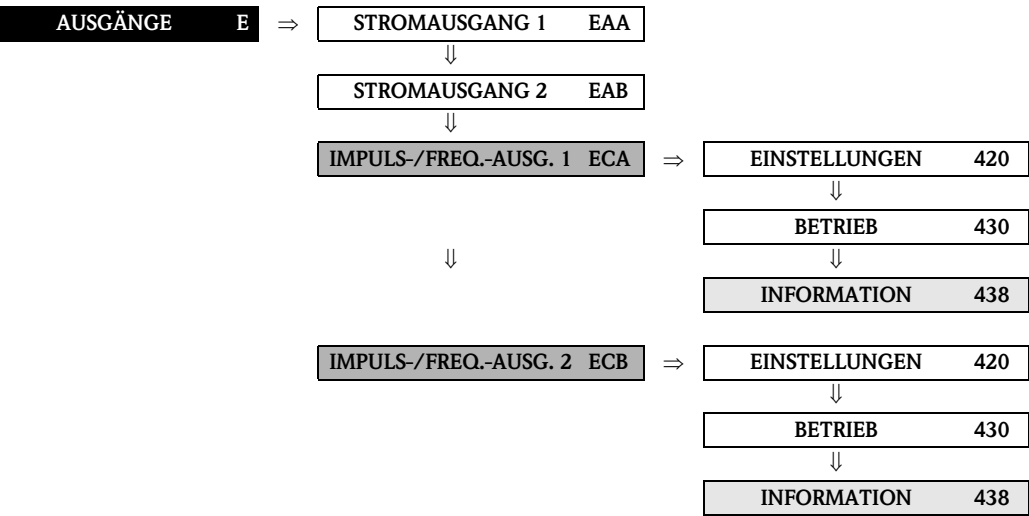 AUSGÄNGE E ⇒ STROMAUSGANG 1 EAA
⇓
STROMAUSGANG 2 EAB
⇓
IMPULS-/FREQ.-AUSG. 1 ECA ⇒ EINSTELLUNGEN 420
⇓
BETRIEB 430
⇓ ⇓
INFORMATION 438
IMPULS-/FREQ.-AUSG. 2 ECB ⇒ EINSTELLUNGEN 420
⇓
BETRIEB 430
⇓
INFORMATION 438